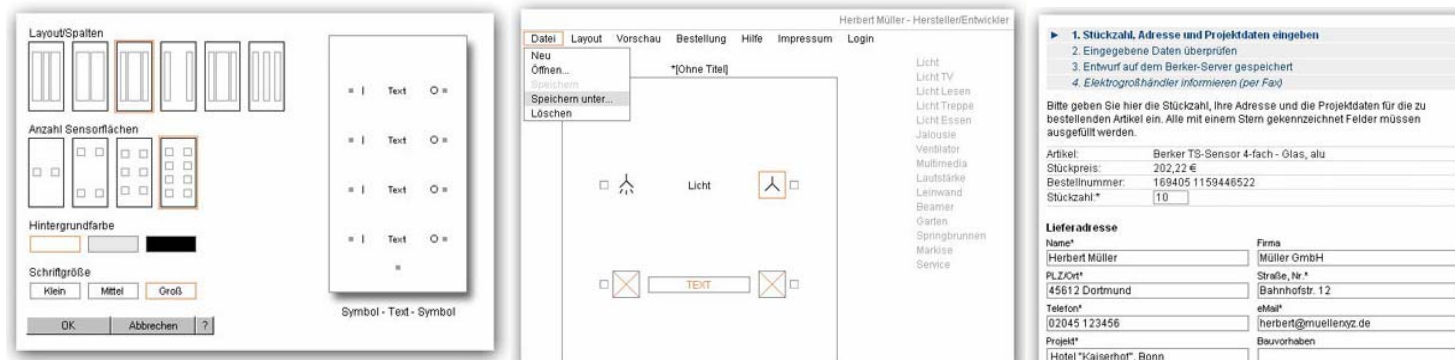 Layout/Spalten
Anzahl Sensorflächen
Hintergrundfarbe
Schriftgröße
Klein Mittel Groß
OK Abbrechen ?
Text
Text
Text
Text
Symbol - Text - Symbol
Herbert Müller - Hersteller/Entwickler
Datei Layout Vorschau Bestellung Hilfe Impressum Login
Neu
Öffnen...
Speichern
Speichern unter...
Löschen
*[Ohne Titel]
Licht
TEXT
Licht
Licht TV
Licht Lesen
Licht Treppe
Licht Essen
Jalousie
Ventilator
Multimedia
Lautstärke
Leinwand
Beamer
Garten
Springbrunnen
Markise
Service
1. Stückzahl, Adresse und Projektdaten eingeben
2. Eingegebene Daten überprüfen
3. Entwurf auf dem Berker-Server gespeichert
4. Elektrogroßhändler informieren (per Fax)
Bitte geben Sie hier die Stückzahl, Ihre Adresse und die Projektdaten für die zu
bestellenden Artikel ein. Alle mit einem Stern gekennzeichnet Felder müssen
ausgefüllt werden.
Artikel: Berker TS-Sensor 4-fach - Glas, alu
Stückpreis: 202,22 €
Bestellnummer: 169405 1159446522
Stückzahl:* 10
Lieferadresse
Name* Firma
Herbert Müller Müller GmbH
PLZ/Ort* Straße, Nr.*
45612 Dortmund Bahnhofstr. 12
Telefon* eMail*
02045 123456 herbert@muellerxyz.de
Projekt* Bauvorhaben
Hotel "Kaiserhof", Bonn